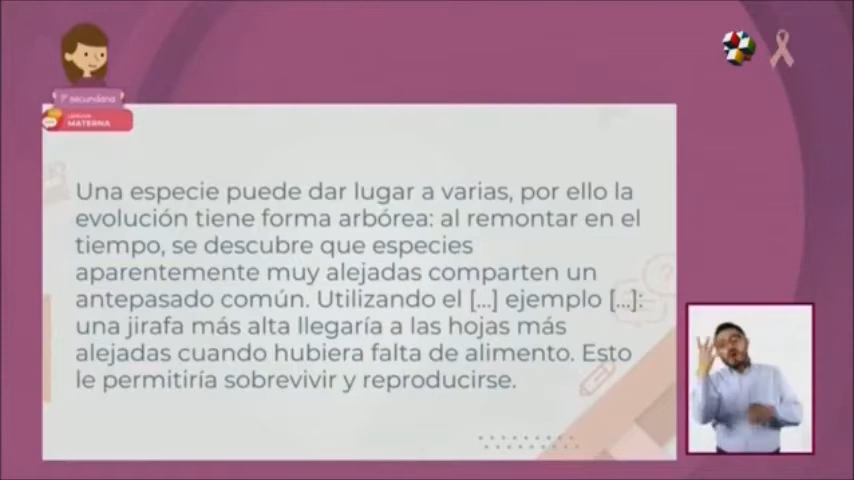 1° secundaria
LENGUA
MATERNA
Una especie puede dar lugar a varias, por ello la
evolución tiene forma arbórea: al remontar en el
tiempo, se descubre que especies
aparentemente muy alejadas comparten un
antepasado común. Utilizando el [...] ejemplo [...]:
una jirafa más alta llegaría a las hojas más
alejadas cuando hubiera falta de alimento. Esto
le permitiría sobrevivir y reproducirse.